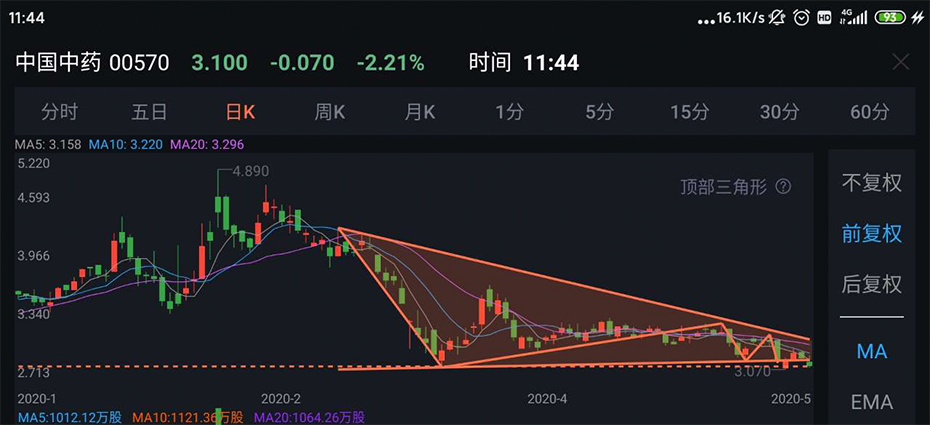 11:44 ...16.1K/s HD 4G 93
中国中药 00570 3.100 -0.070 -2.21% 时间 11:44
分时 五日 日K 周K 月K 1分 5分 15分 30分 60分
MA5: 3.158 MA10: 3.220 MA20: 3.296
5.220
4.890
顶部三角形
不复权
4.593
前复权
3.966
后复权
3.340
MA
2.713
3.070
2020-1 2020-2 2020-4 2020-5
EMA
MA5:1012.12万股 MA10:1121.36万股 MA20:1064.26万股